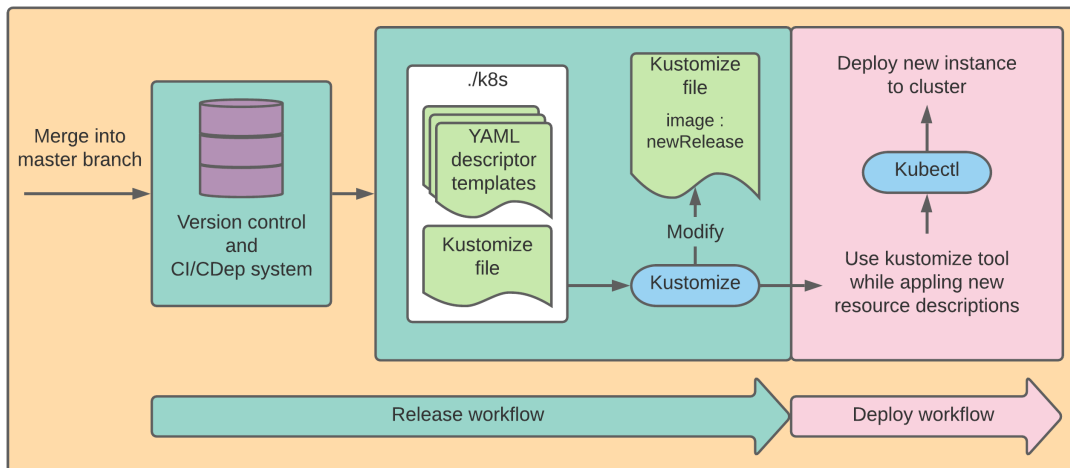 Merge into
master branch
Version control
and
CI/CDep system
./k8s
YAML
descriptor
templates
Kustomize
file
Kustomize
file
image :
newRelease
Modify
Kustomize
Deploy new instance
to cluster
Kubectl
Use kustomize tool
while appling new
resource descriptions
Release workflow
Deploy workflow